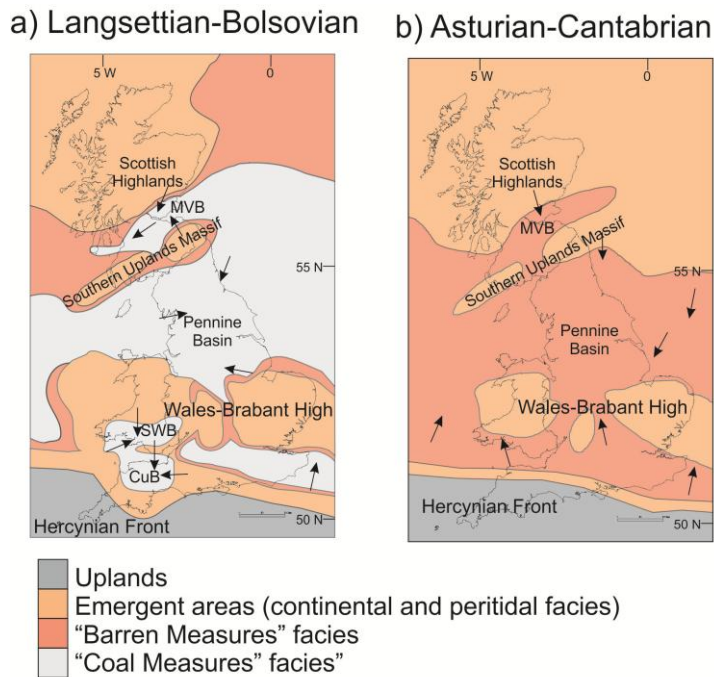 a) Langsettian-Bolsovian
5 W
0
Scottish
Highlands
MVB
Southern Uplands Massif
55 N
Pennine
Basin
Wales-Brabant High
SWB
CuB
Hercynian Front
50 N
b) Asturian-Cantabrian
5 W
0
Scottish
Highlands
MVB
Southern Uplands Massif
55 N
Pennine
Basin
Wales-Brabant High
Hercynian Front
50 N
Uplands
Emergent areas (continental and peritidal facies)
“Barren Measures” facies
“Coal Measures” facies”